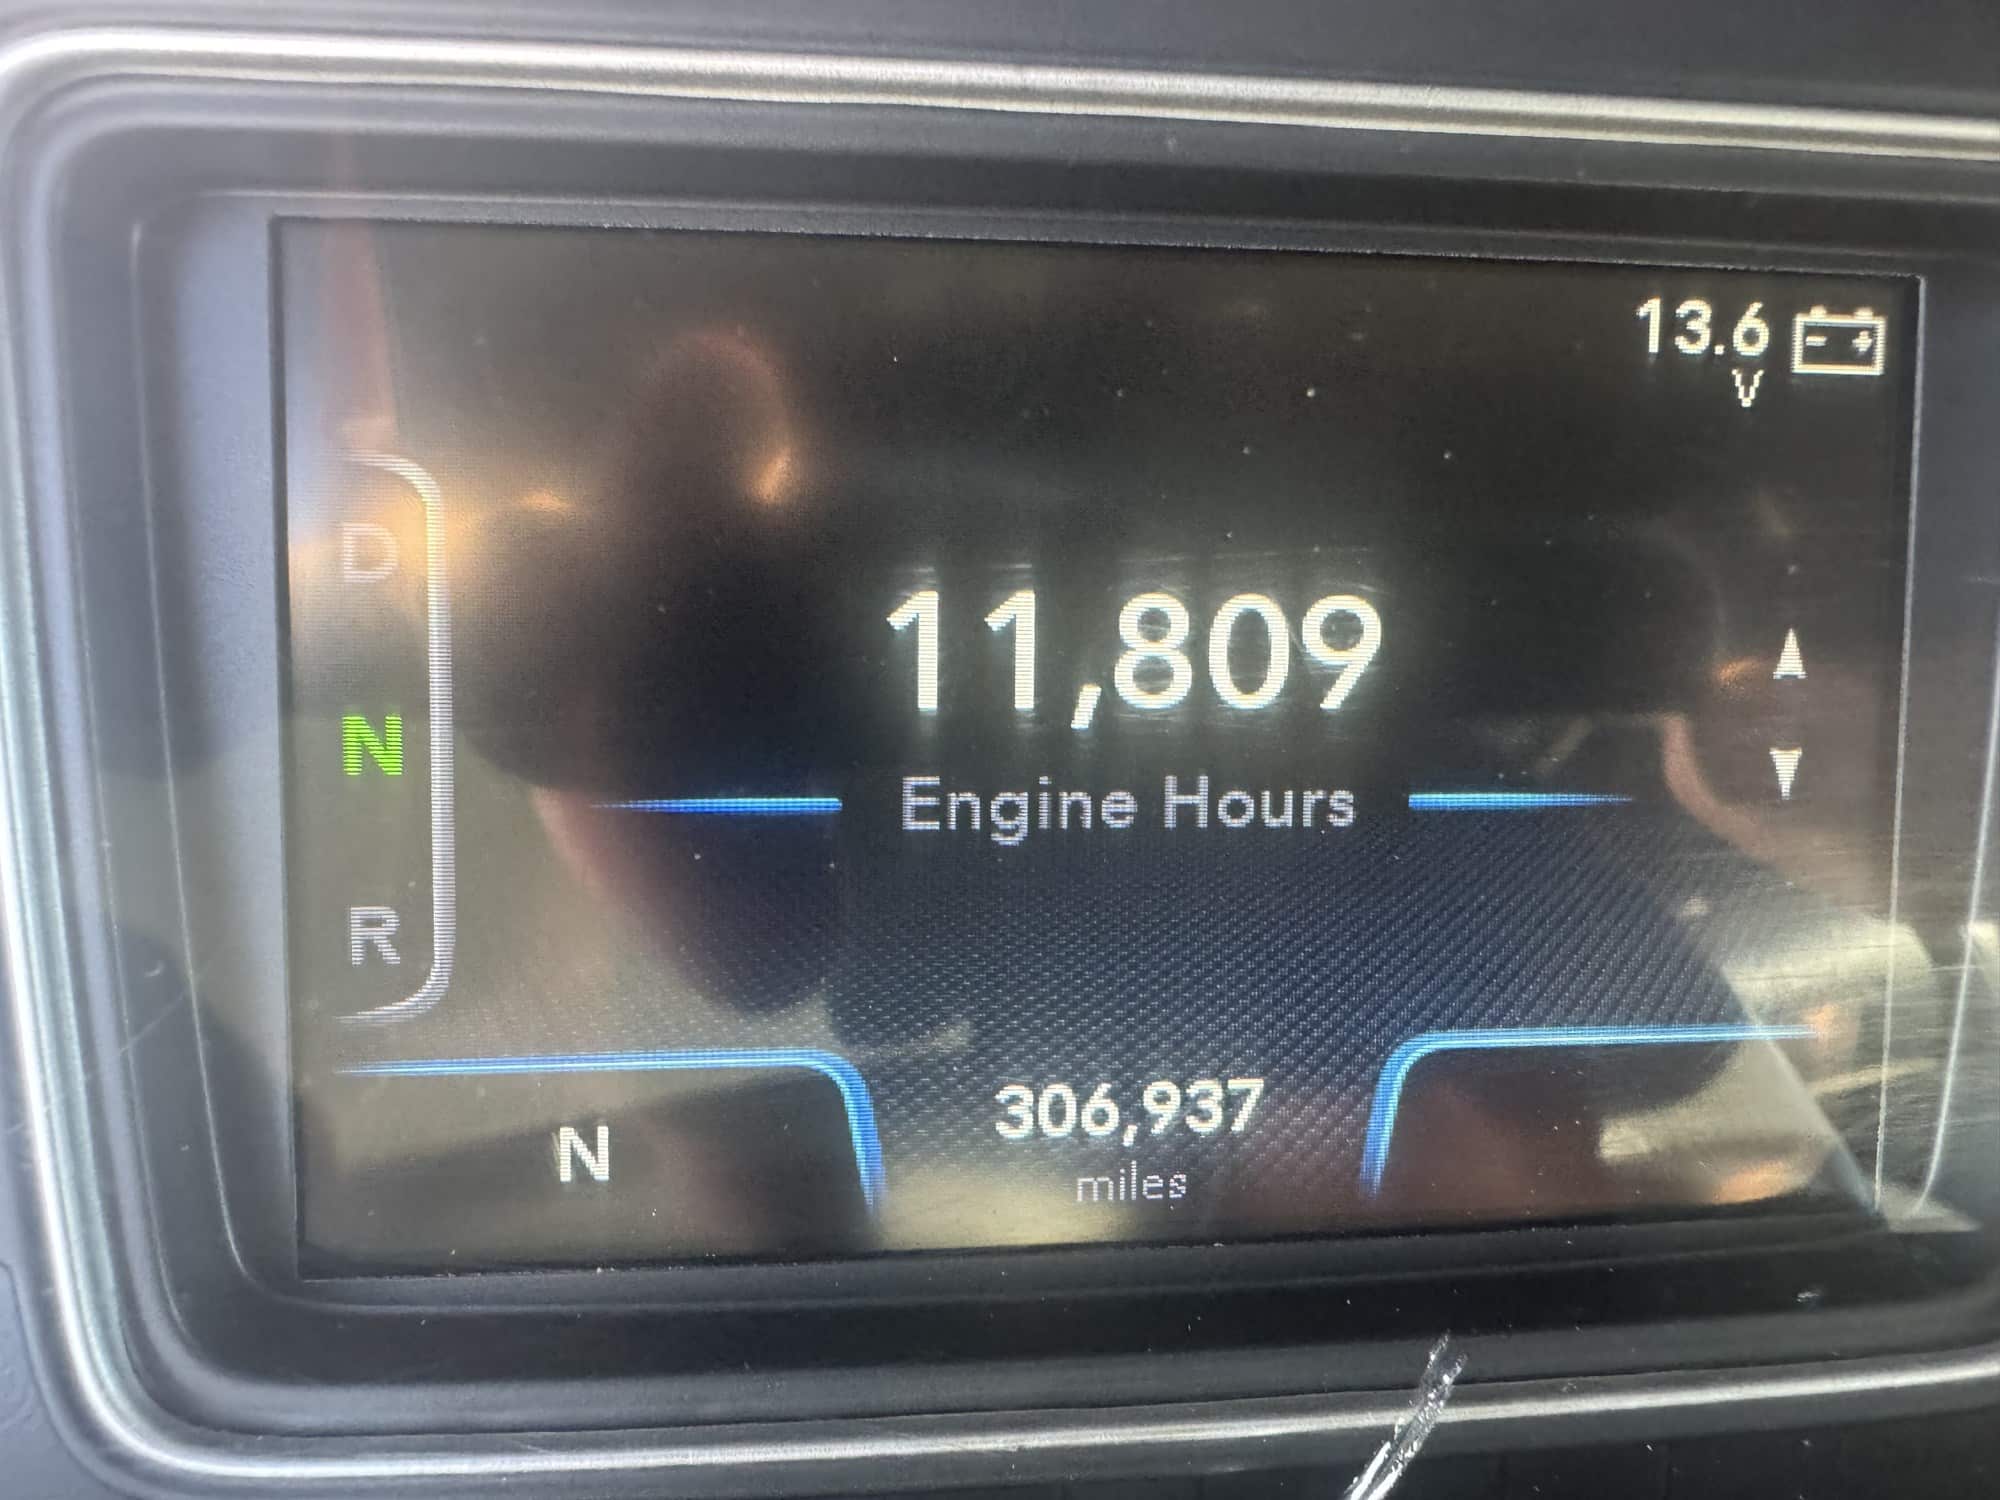 13.6
V
D
11,809
N
Engine Hours
R
306,937
N
miles